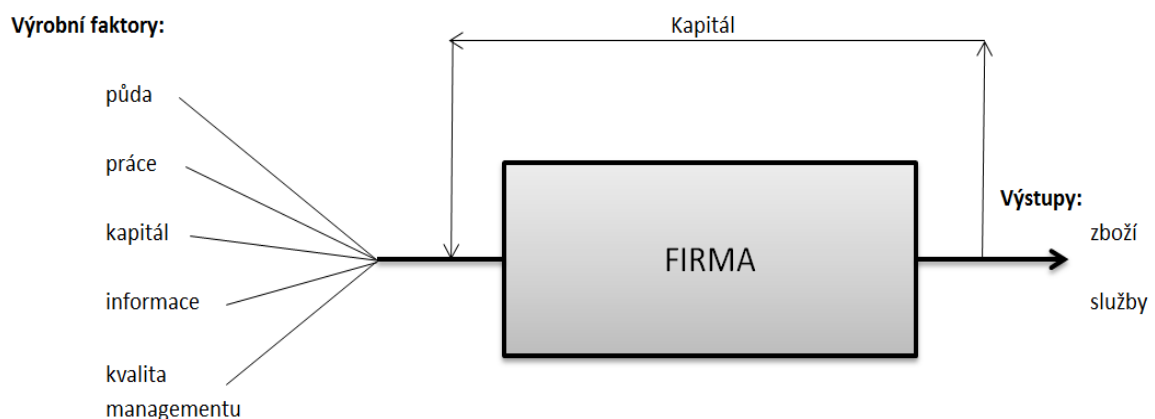 Výrobní faktory:
Kapitál
půda
práce
kapitál
informace
kvalita
managementu
FIRMA
Výstupy:
zboží
služby